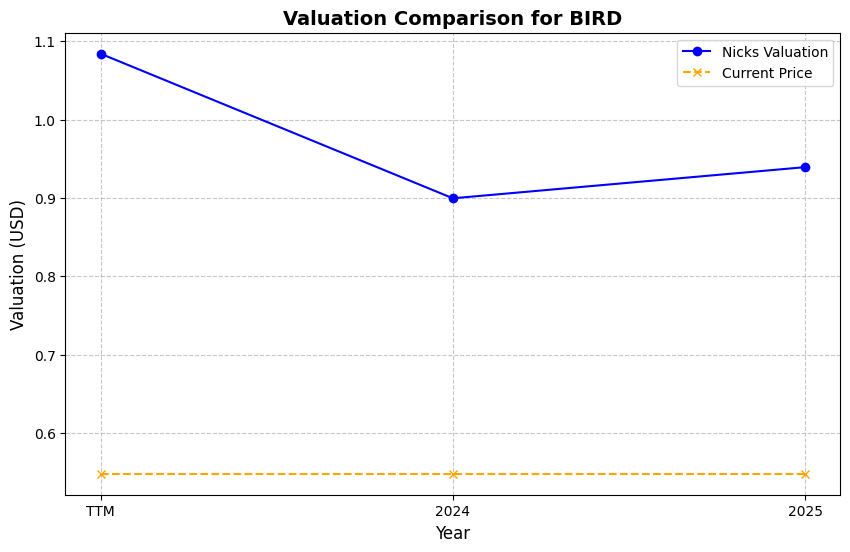 Valuation Comparison for BIRD
Nicks Valuation
Current Price
Valuation (USD)
1.1
1.0
0.9
0.8
0.7
0.6
TTM 2024 2025
Year